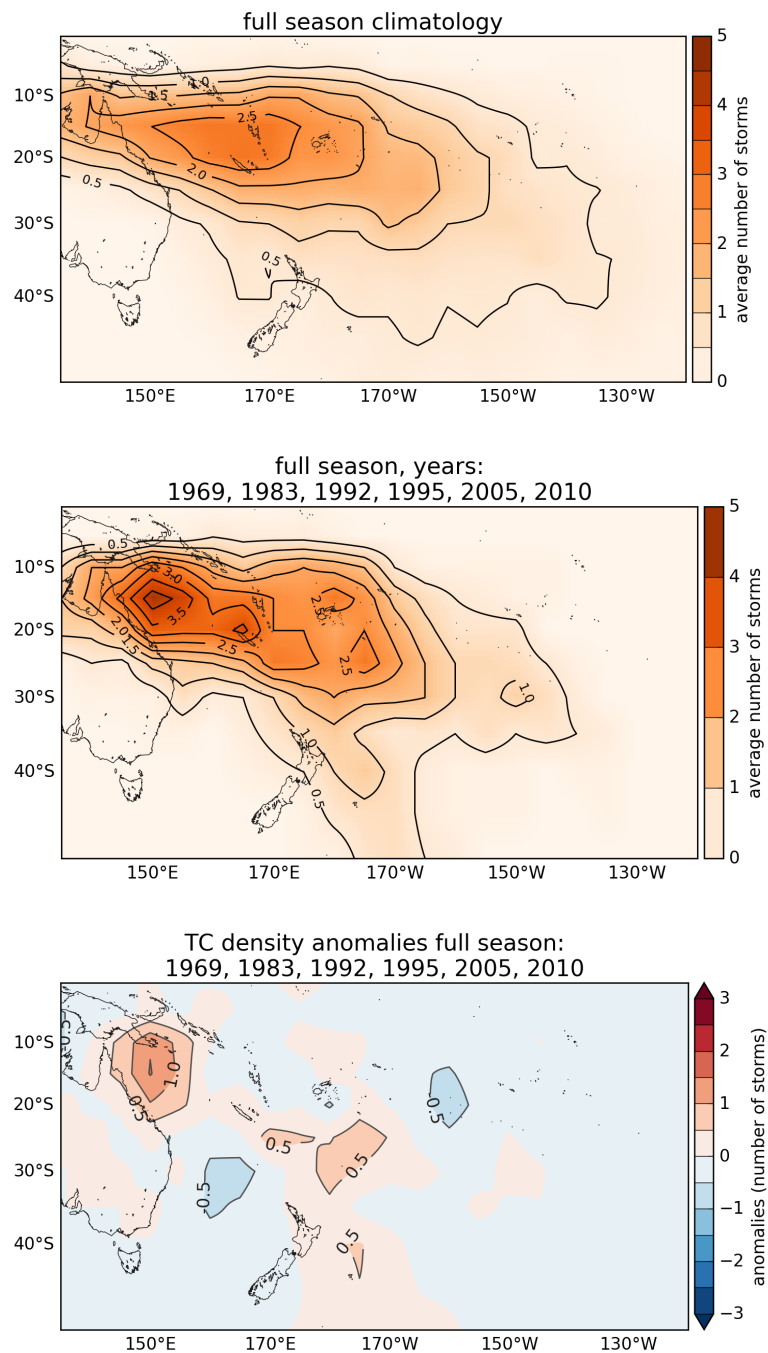 full season climatology
10°S
20°S
30°S
40°S
150°E 170°E 170°W 150°W 130°W
1.0
1.5
2.5
2.0
0.5
0.5
5
4
3
2
1
0
average number of storms
full season, years:
1969, 1983, 1992, 1995, 2005, 2010
10°S
20°S
30°S
40°S
150°E 170°E 170°W 150°W 130°W
0.5
3.0
3.5
2.0
1.5
2.5
2.5
2.5
1.0
1.0
0.5
5
4
3
2
1
0
average number of storms
TC density anomalies full season:
1969, 1983, 1992, 1995, 2005, 2010
10°S
20°S
30°S
40°S
150°E 170°E 170°W 150°W 130°W
-0.5
1.0
0.5
-0.5
0.5
0.5
-0.5
0.5
3
2
1
0
−1
−2
−3
anomalies (number of storms)